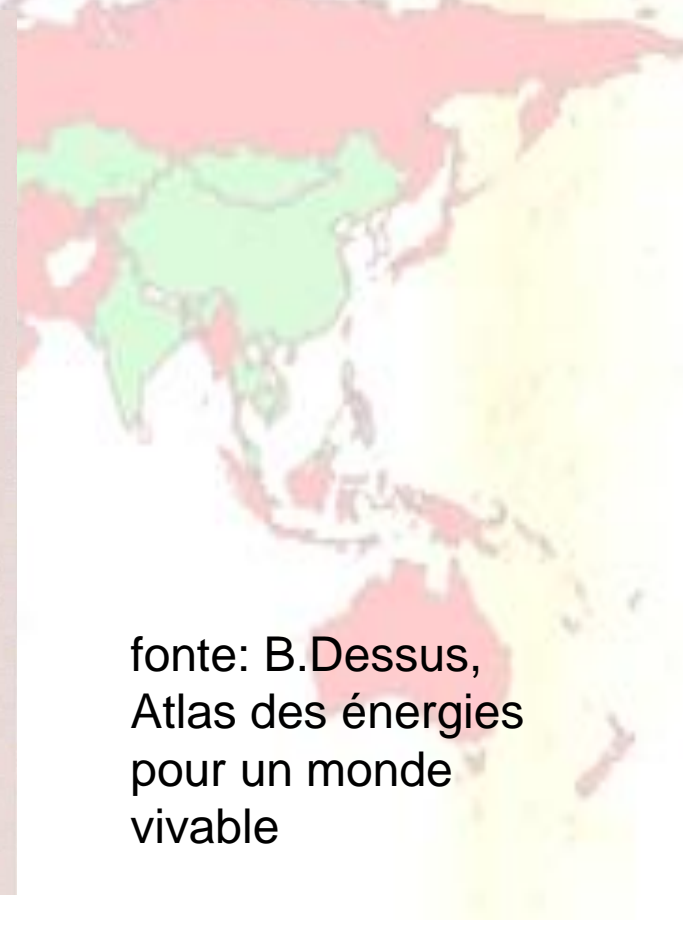 fonte: B.Dessus,
Atlas des énergies
pour un monde
vivable